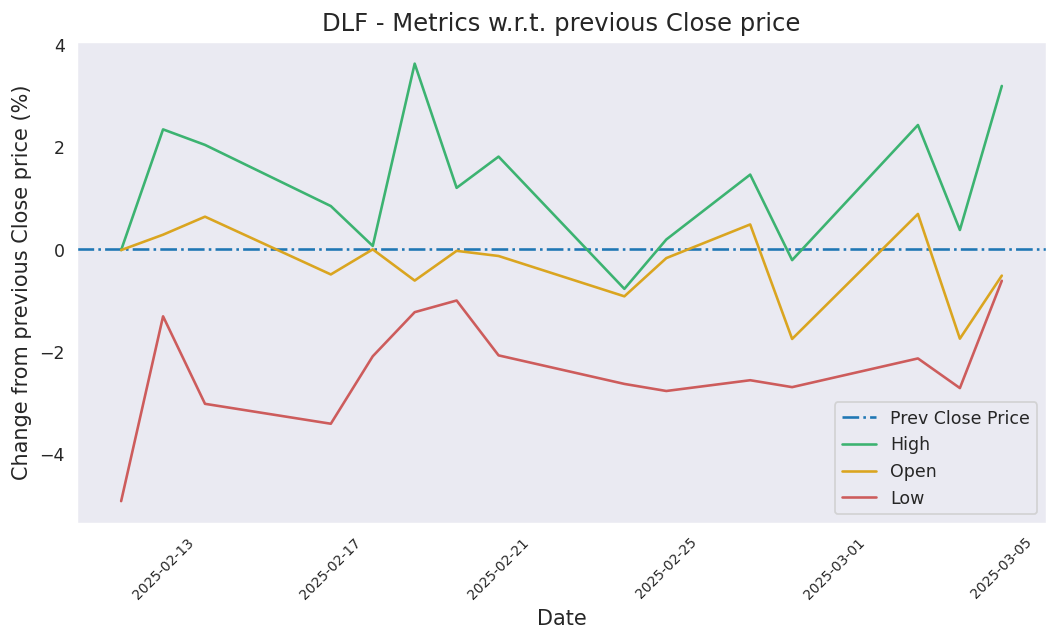 DLF - Metrics w.r.t. previous Close price
Change from previous Close price (%)
4
2
0
−2
−4
Prev Close Price
High
Open
Low
2025-02-13
2025-02-17
2025-02-21
2025-02-25
2025-03-01
2025-03-05
Date